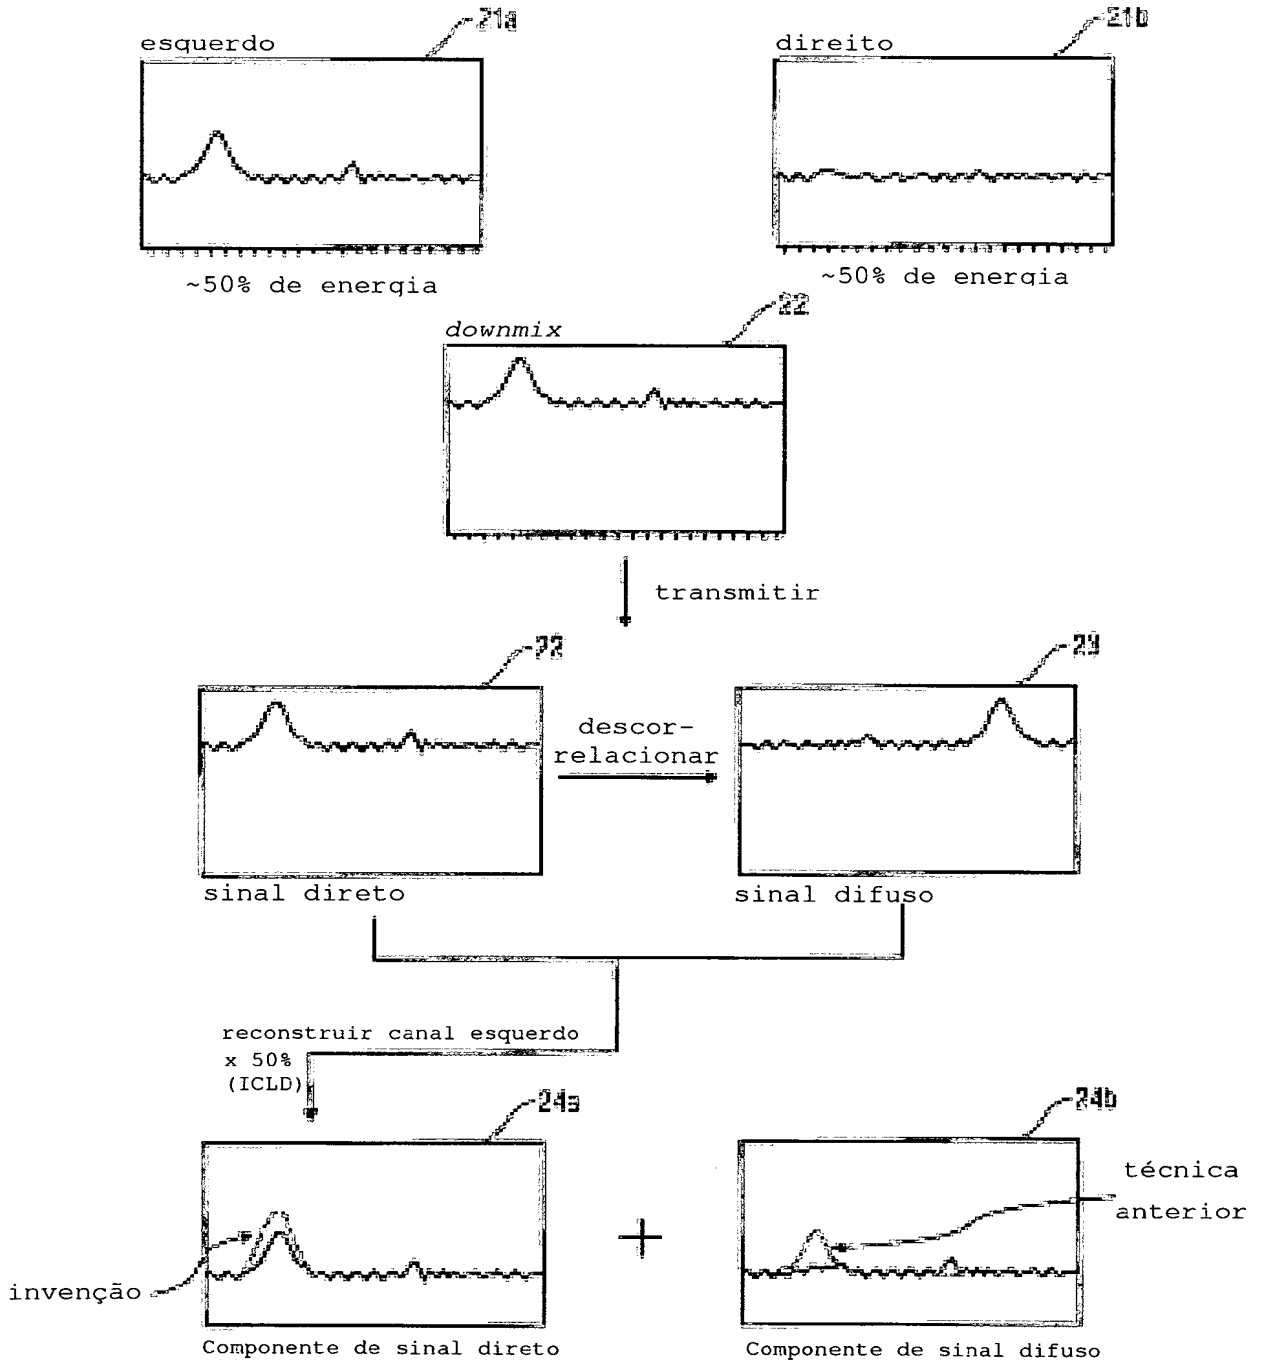 21a
esquerdo
21b
direito
~50% de energia
~50% de energia
22
downmix
transmitir
22
23
descor-
relacionar
sinal direto
sinal difuso
reconstruir canal esquerdo
x 50%
(ICLD)
24a
24b
técnica
anterior
+
invenção
Componente de sinal direto
Componente de sinal difuso